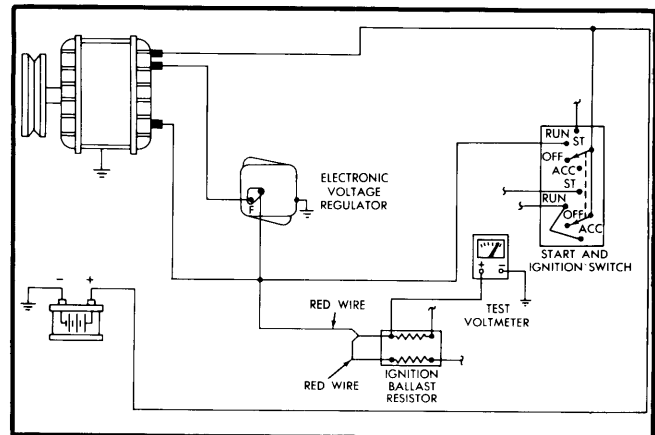 RUN
ST
OFF
ACC
ST
RUN
OFF
ACC
START AND
IGNITION SWITCH
ELECTRONIC
VOLTAGE
REGULATOR
F
+ -
TEST
VOLTMETER
- +
RED WIRE
RED WIRE
IGNITION
BALLAST
RESISTOR